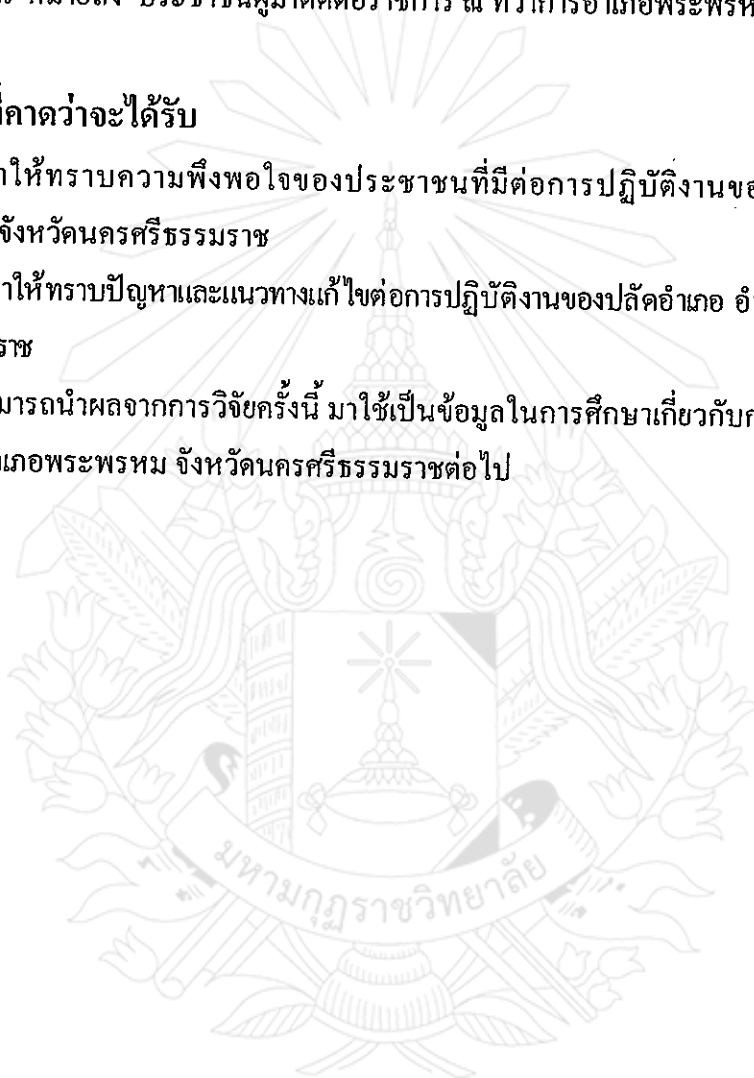 หมายถึง ประชาชนผู้มาติดต่อราชการ ณ ที่ว่าการอำเภอพระพรห
ที่คาดว่าจะได้รับ
ำให้ทราบความพึงพอใจของประชาชนที่มีต่อการปฏิบัติงานขอ
จังหวัดนครศรีธรรมราช
ำให้ทราบปัญหาและแนวทางแก้ไขต่อการปฏิบัติงานของปลัดอำเภอ อำ
ราช
มารถนำผลจากการวิจัยครั้งนี้ มาใช้เป็นข้อมูลในการศึกษาเกี่ยวกับก
เภอพระพรหม จังหวัดนครศรีธรรมราชต่อไป
มหามกุฏราชวิทยาลัย